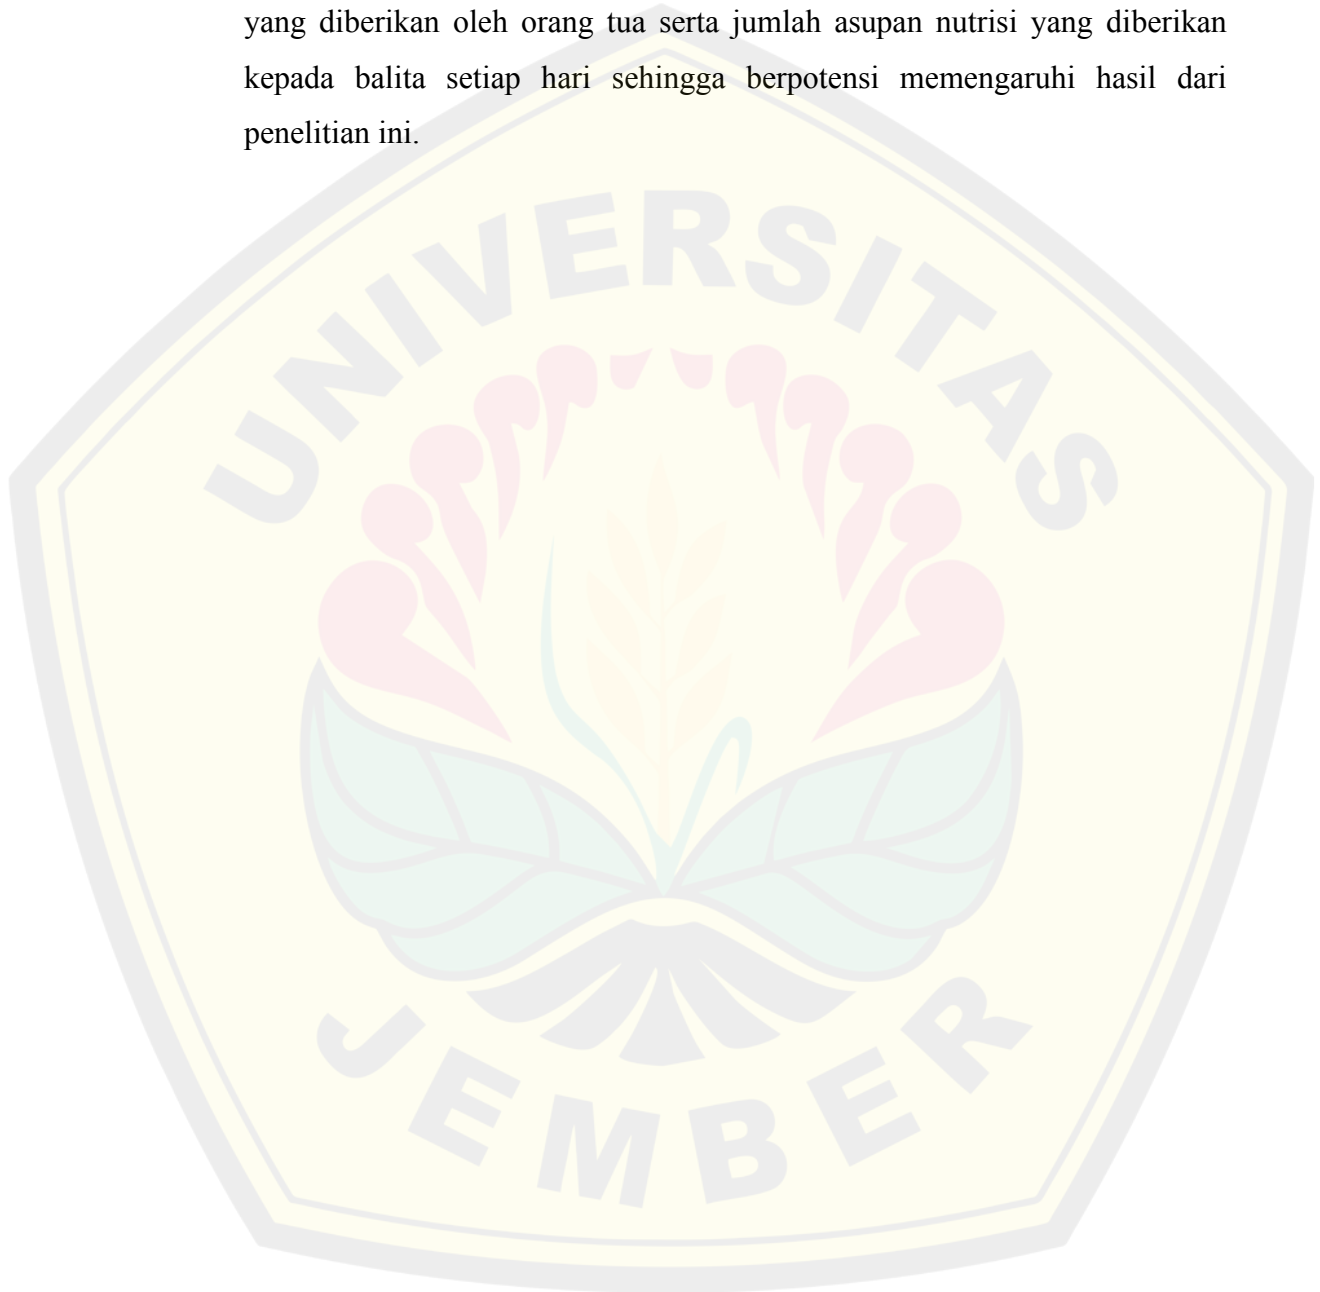 yang diberikan oleh orang tua serta jumlah asupan nutrisi yang diberikan
kepada balita setiap hari sehingga berpotensi memengaruhi hasil dari
penelitian ini.
UNIVERSITAS
JEMBER